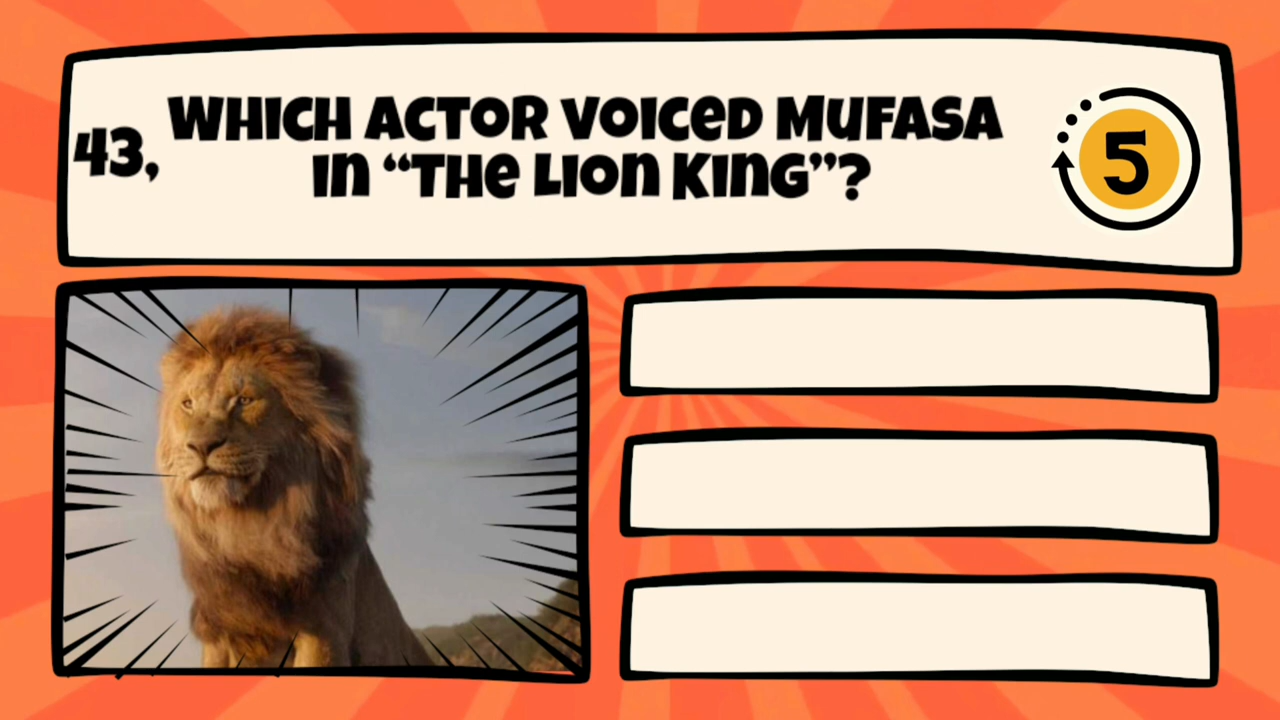 43,
WHICH ACTOR VOICED MUFASA
IN “THE LION KING”?
5